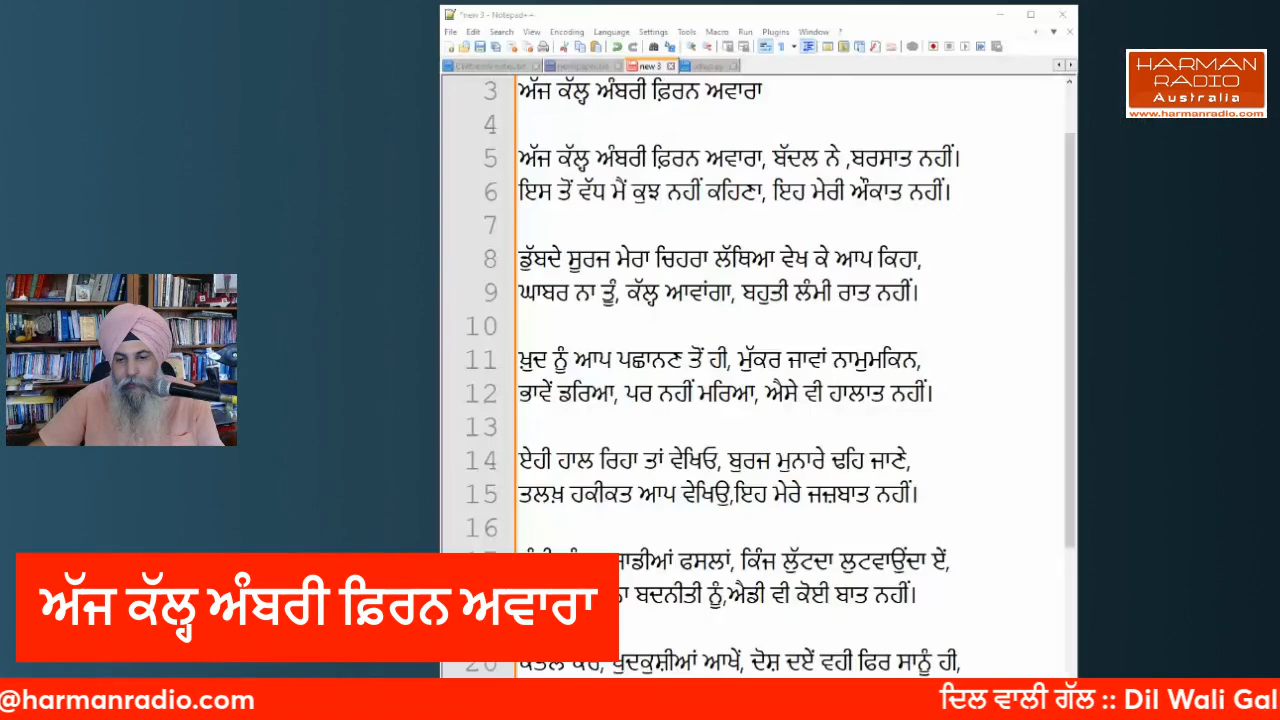 *new 3 - Notepad++
File Edit Search View Encoding Language Settings Tools Macro Run Plugins Window ?
new 3
HARMAN
RADIO
Australia
www.harmanradio.com
3 ਅੱਜ ਕੱਲ੍ਹ ਅੰਬਰੀ ਫ਼ਿਰਨ ਅਵਾਰਾ
4
5 ਅੱਜ ਕੱਲ੍ਹ ਅੰਬਰੀ ਫ਼ਿਰਨ ਅਵਾਰਾ, ਬੱਦਲ ਨੇ ,ਬਰਸਾਤ ਨਹੀਂ।
6 ਇਸ ਤੋਂ ਵੱਧ ਮੈਂ ਕੁਝ ਨਹੀਂ ਕਹਿਣਾ, ਇਹ ਮੇਰੀ ਔਕਾਤ ਨਹੀਂ।
7
8 ਡੁੱਬਦੇ ਸੂਰਜ ਮੇਰਾ ਚਿਹਰਾ ਲੱਥਿਆ ਵੇਖ ਕੇ ਆਪ ਕਿਹਾ,
9 ਘਾਬਰ ਨਾ ਤੂੰ, ਕੱਲ੍ਹ ਆਵਾਂਗਾ, ਬਹੁਤੀ ਲੰਮੀ ਰਾਤ ਨਹੀਂ।
10
11 ਖ਼ੁਦ ਨੂੰ ਆਪ ਪਛਾਨਣ ਤੋਂ ਹੀ, ਮੁੱਕਰ ਜਾਵਾਂ ਨਾਮੁਮਕਿਨ,
12 ਭਾਵੇਂ ਡਰਿਆ, ਪਰ ਨਹੀਂ ਮਰਿਆ, ਐਸੇ ਵੀ ਹਾਲਾਤ ਨਹੀਂ।
13
14 ਏਹੀ ਹਾਲ ਰਿਹਾ ਤਾਂ ਵੇਖਿਓ, ਬੁਰਜ ਮੁਨਾਰੇ ਢਹਿ ਜਾਣੇ,
15 ਤਲਖ਼ ਹਕੀਕਤ ਆਪ ਵੇਖਿਉ,ਇਹ ਮੇਰੇ ਜਜ਼ਬਾਤ ਨਹੀਂ।
16
ਫਸਲਾਂ, ਕਿੰਜ ਲੁੱਟਦਾ ਲੁਟਵਾਉਂਦਾ ਏਂ,
ਬਦਨੀਤੀ ਨੂੰ,ਐਡੀ ਵੀ ਕੋਈ ਬਾਤ ਨਹੀਂ।
ਖ਼ੁਦਕੁਸ਼ੀਆਂ ਆਖੇਂ, ਦੋਸ਼ ਦਏਂ ਵਹੀ ਫਿਰ ਸਾਨੂੰ ਹੀ,
ਅੱਜ ਕੱਲ੍ਹ ਅੰਬਰੀ ਫ਼ਿਰਨ ਅਵਾਰਾ
@harmanradio.com
ਦਿਲ ਵਾਲੀ ਗੱਲ :: Dil Wali Gal